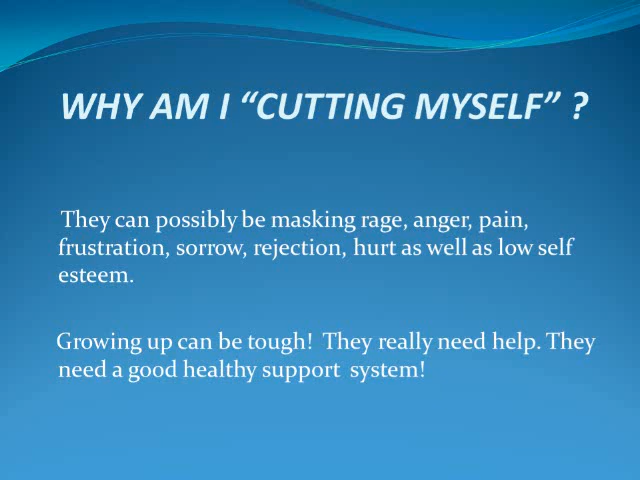 WHY AM I “CUTTING MYSELF” ?
They can possibly be masking rage, anger, pain,
frustration, sorrow, rejection, hurt as well as low self
esteem.
Growing up can be tough! They really need help. They
need a good healthy support system!